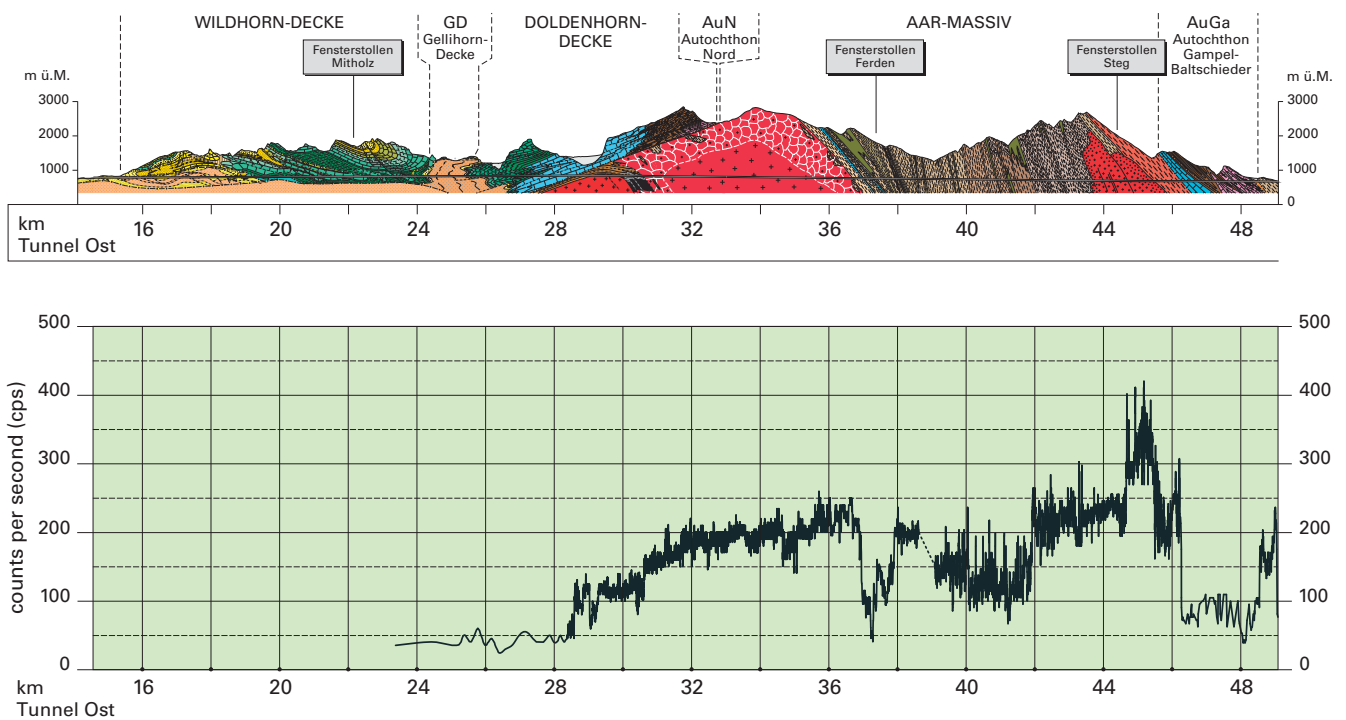 WILDHORN-DECKE
GD
Gellihorn-
Decke
DOLDENHORN-
DECKE
AuN
Autochthon
Nord
AAR-MASSIV
AuGa
Autochthon
Gampel-
Baltschieder
Fensterstollen
Mitholz
Fensterstollen
Ferden
Fensterstollen
Steg
m ü.M.
m ü.M.
3000
3000
2000
2000
1000
1000
0
0
km
Tunnel Ost
16 20 24 28 32 36 40 44 48
500
500
400
400
300
300
200
200
100
100
0
0
counts per second (cps)
km
Tunnel Ost
16 20 24 28 32 36 40 44 48